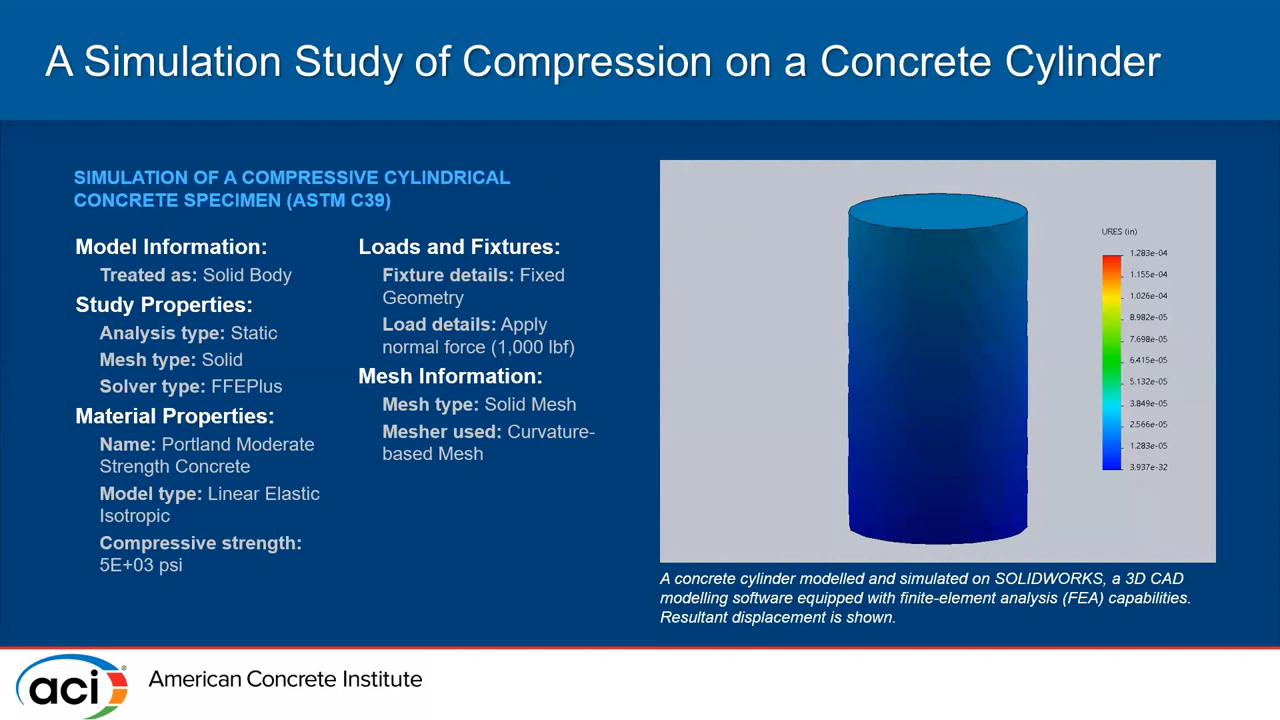 A Simulation Study of Compression on a Concrete Cylinder
SIMULATION OF A COMPRESSIVE CYLINDRICAL
CONCRETE SPECIMEN (ASTM C39)
Model Information:
Treated as: Solid Body
Study Properties:
Analysis type: Static
Mesh type: Solid
Solver type: FFEPlus
Material Properties:
Name: Portland Moderate
Strength Concrete
Model type: Linear Elastic
Isotropic
Compressive strength:
5E+03 psi
Loads and Fixtures:
Fixture details: Fixed
Geometry
Load details: Apply
normal force (1,000 lbf)
Mesh Information:
Mesh type: Solid Mesh
Mesher used: Curvature-
based Mesh
URES (in)
1.283e-04
1.155e-04
1.026e-04
8.982e-05
7.698e-05
6.415e-05
5.132e-05
3.849e-05
2.566e-05
1.283e-05
3.937e-32
A concrete cylinder modelled and simulated on SOLIDWORKS, a 3D CAD
modelling software equipped with finite-element analysis (FEA) capabilities.
Resultant displacement is shown.
aci®
American Concrete Institute